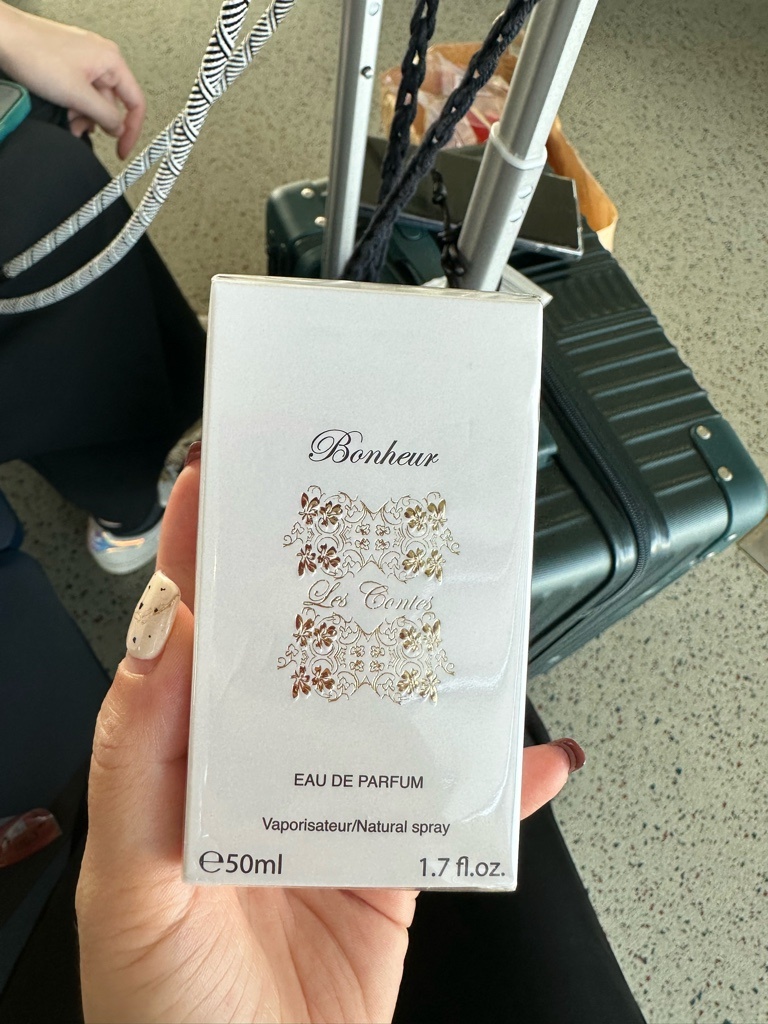 Bonheur
Les Contes
EAU DE PARFUM
Vaporisateur/Natural spray
℮50ml
1.7 fl.oz.